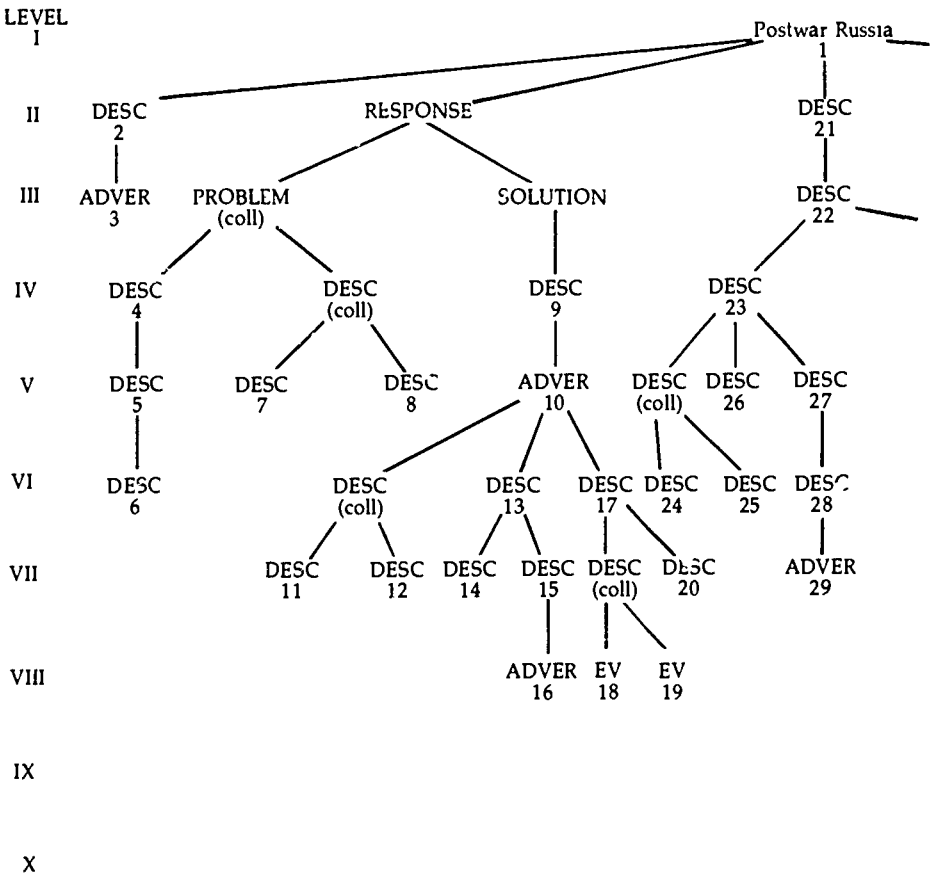 LEVEL
I
Postwar Russia
1
II
DESC
2
RESPONSE
DESC
21
III
ADVER
3
PROBLEM
(coll)
SOLUTION
DESC
22
IV
DESC
4
DESC
(coll)
DESC
9
DESC
23
V
DESC
5
DESC
7
DESC
8
ADVER
10
DESC
(coll)
DESC
26
DESC
27
VI
DESC
6
DESC
(coll)
DESC
13
DESC
17
DESC
24
DESC
25
DESC
28
VII
DESC
11
DESC
12
DESC
14
DESC
15
DESC
(coll)
DESC
20
ADVER
29
VIII
ADVER
16
EV
18
EV
19
IX
X